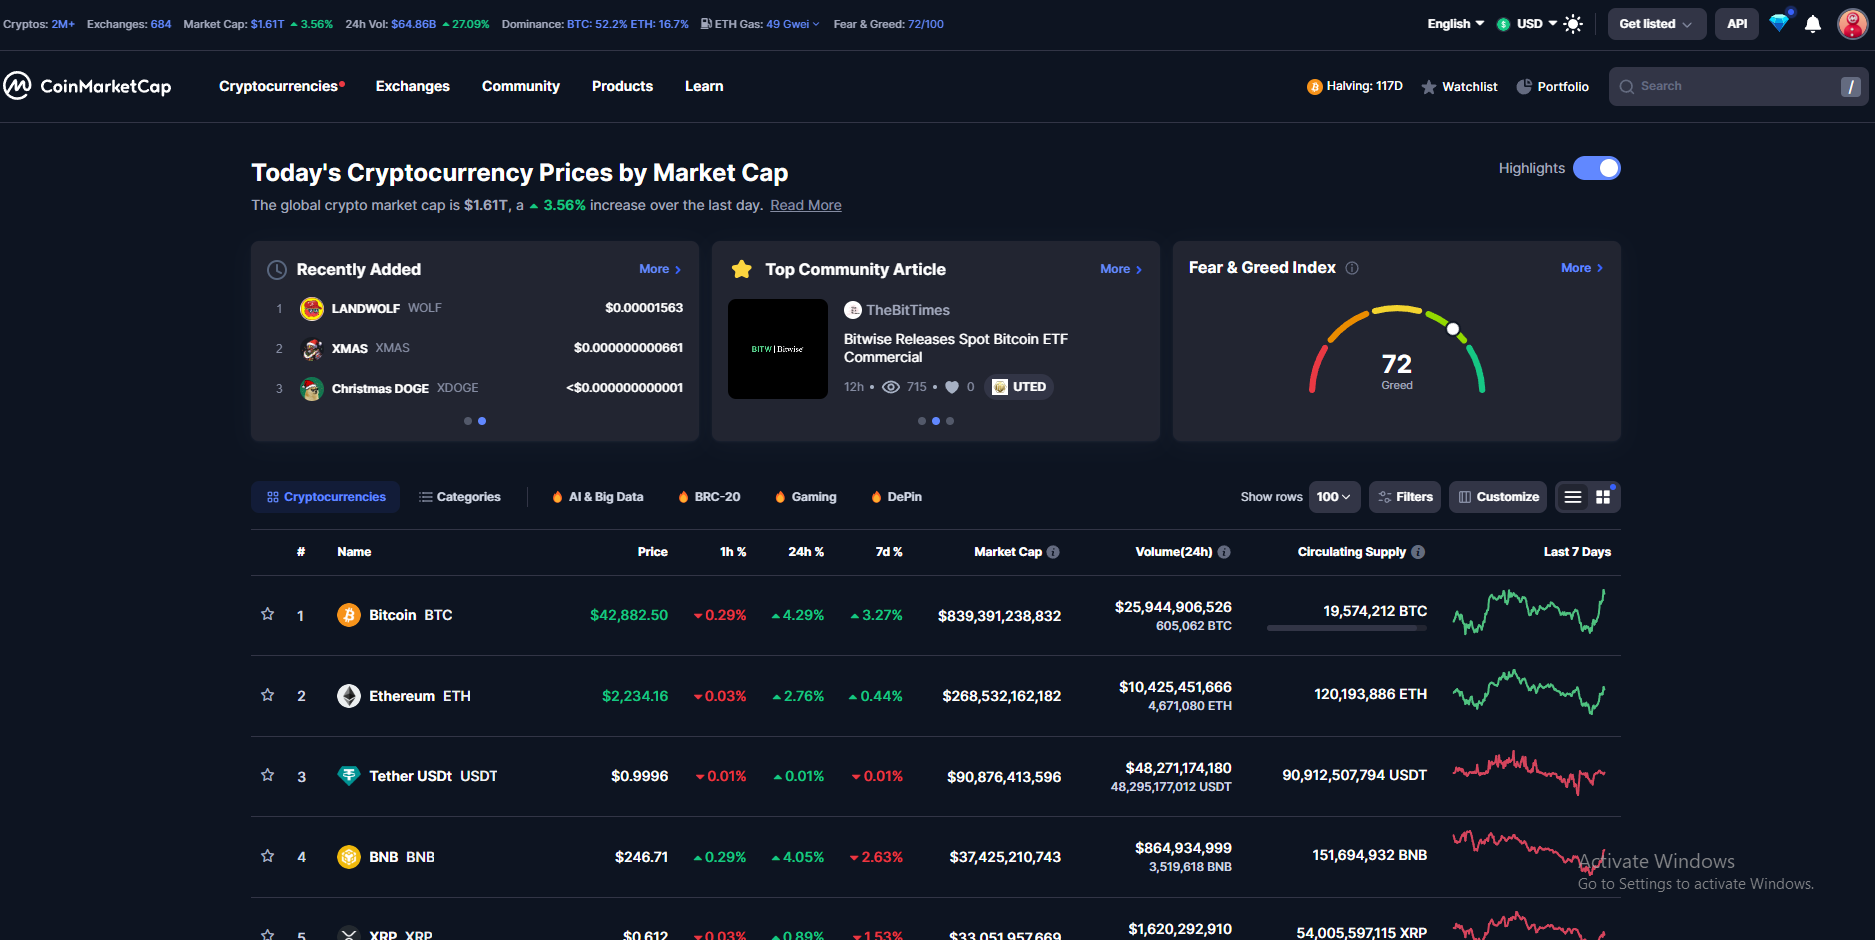 Cryptos: 2M+ Exchanges: 684 Market Cap: $1.61T 3.56% 24h Vol: $64.86B 27.09% Dominance: BTC: 52.2% ETH: 16.7% ETH Gas: 49 Gwei Fear & Greed: 72/100
English USD Get listed API
CoinMarketCap Cryptocurrencies Exchanges Community Products Learn Halving: 117D Watchlist Portfolio Search /
Today's Cryptocurrency Prices by Market Cap
Highlights
The global crypto market cap is $1.61T, a 3.56% increase over the last day. Read More
Recently Added More
1 LANDWOLF WOLF $0.00001563
2 XMAS XMAS $0.000000000661
3 Christmas DOGE XDOGE <$0.000000000001
Top Community Article More
BITW | Bitwise
TheBitTimes
Bitwise Releases Spot Bitcoin ETF
Commercial
12h • 715 • 0 UTED
Fear & Greed Index More
72
Greed
Cryptocurrencies Categories AI & Big Data BRC-20 Gaming DePin Show rows 100 Filters Customize
# Name Price 1h % 24h % 7d % Market Cap Volume(24h) Circulating Supply Last 7 Days
1 Bitcoin BTC $42,882.50 0.29% 4.29% 3.27% $839,391,238,832 $25,944,906,526 19,574,212 BTC
605,062 BTC
2 Ethereum ETH $2,234.16 0.03% 2.76% 0.44% $268,532,162,182 $10,425,451,666 120,193,886 ETH
4,671,080 ETH
3 Tether USDt USDT $0.9996 0.01% 0.01% 0.01% $90,876,413,596 $48,271,174,180 90,912,507,794 USDT
48,295,177,012 USDT
4 BNB BNB $246.71 0.29% 4.05% 2.63% $37,425,210,743 $864,934,999 151,694,932 BNB
3,519,618 BNB
Activate Windows
Go to Settings to activate Windows.
5 XRP XRP $0.612 0.03% 0.89% 1.53% $33,051,957,669 $1,620,292,910 54,005,597,115 XRP